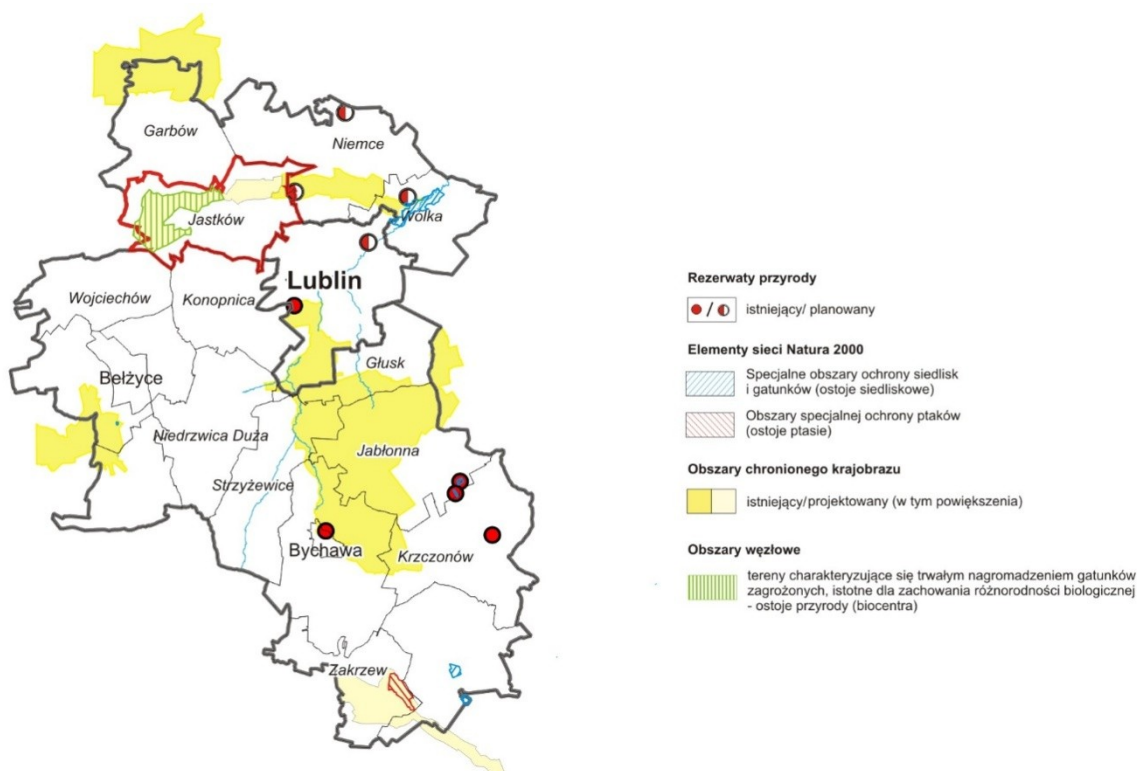 Garbów
Niemce
Jastków
Wólka
Lublin
Wojciechów
Konopnica
Głusk
Bełżyce
Niedrzwica Duża
Jabłonna
Strzyżewice
Bychawa
Krzczonów
Zakrzew
Rezerwaty przyrody
/
istniejący/ planowany
Elementy sieci Natura 2000
Specjalne obszary ochrony siedlisk
i gatunków (ostoje siedliskowe)
Obszary specjalnej ochrony ptaków
(ostoje ptasie)
Obszary chronionego krajobrazu
istniejący/projektowany (w tym powiększenia)
Obszary węzłowe
tereny charakteryzujące się trwałym nagromadzeniem gatunków
zagrożonych, istotne dla zachowania różnorodności biologicznej
- ostoje przyrody (biocentra)